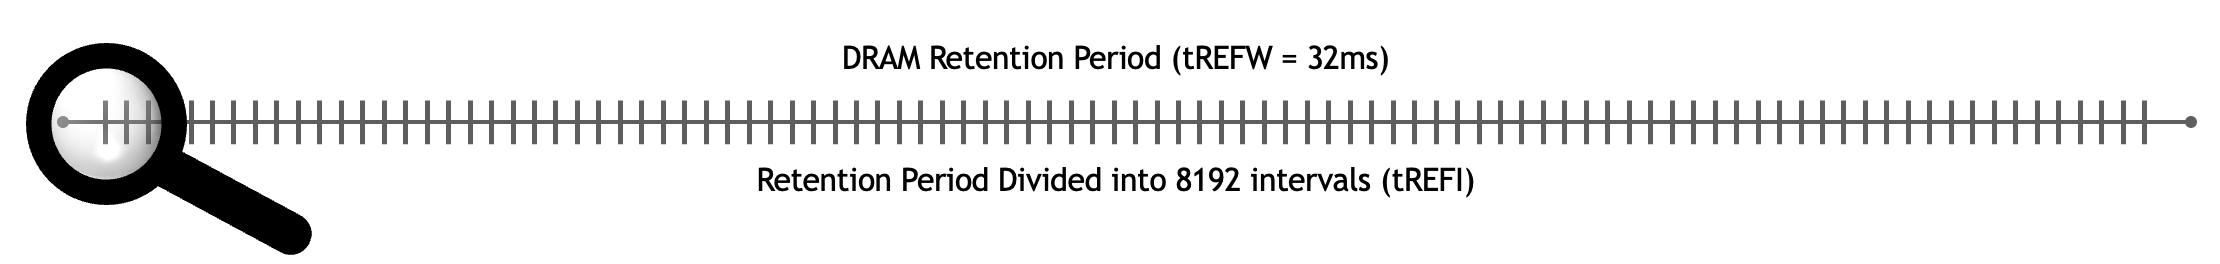 DRAM Retention Period (tREFW = 32ms)
Retention Period Divided into 8192 intervals (tREFI)